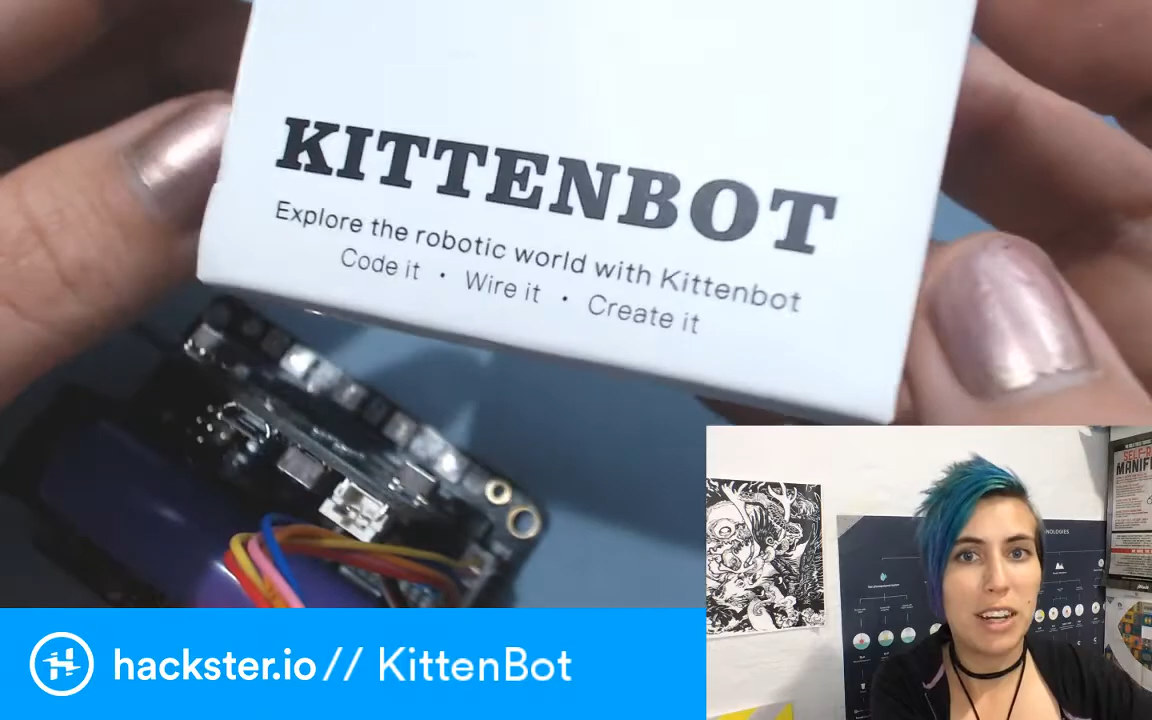 KITTENBOT
Explore the robotic world with Kittenbot
Code it • Wire it • Create it
hackster.io // KittenBot